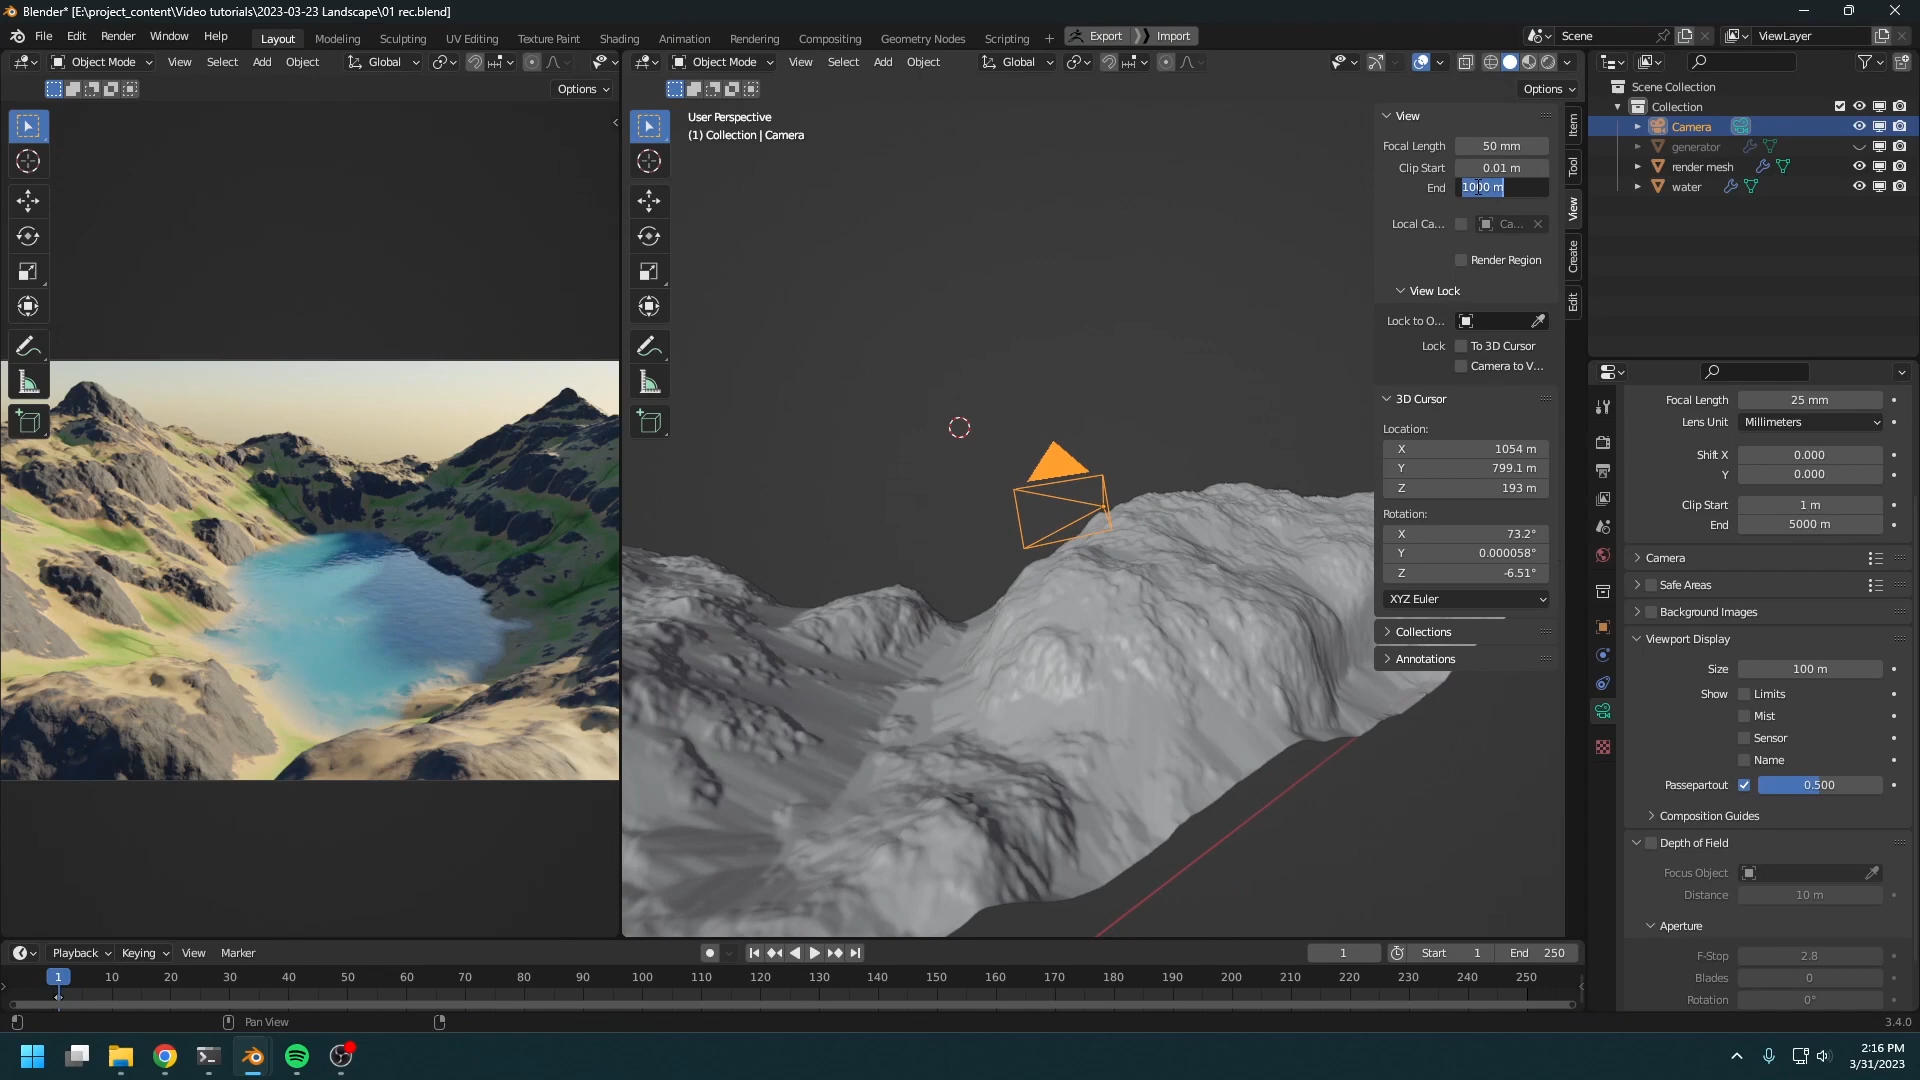 Blender* [E:\project_content\Video tutorials\2023-03-23 Landscape\01 rec.blend]
File Edit Render Window Help Layout Modeling Sculpting UV Editing Texture Paint Shading Animation Rendering Compositing Geometry Nodes Scripting + Export Import Scene ViewLayer
Object Mode View Select Add Object Global
Object Mode View Select Add Object Global
Options
Options
User Perspective
(1) Collection | Camera
View
Focal Length 50 mm
Clip Start 0.01 m
End 1000 m
Local Ca... Ca...
Render Region
View Lock
Lock to O...
Lock To 3D Cursor
Camera to V...
3D Cursor
Location:
X 1054 m
Y 799.1 m
Z 193 m
Rotation:
X 73.2°
Y 0.000058°
Z -6.51°
XYZ Euler
Collections
Annotations
Item
Tool
View
Create
Edit
Scene Collection
Collection
Camera
generator
render mesh
water
Focal Length 25 mm
Lens Unit Millimeters
Shift X 0.000
Y 0.000
Clip Start 1 m
End 5000 m
Camera
Safe Areas
Background Images
Viewport Display
Size 100 m
Show Limits
Mist
Sensor
Name
Passepartout 0.500
Composition Guides
Depth of Field
Focus Object
Distance 10 m
Aperture
F-Stop 2.8
Blades 0
Rotation 0°
Playback Keying View Marker 1 Start 1 End 250
1 10 20 30 40 50 60 70 80 90 100 110 120 130 140 150 160 170 180 190 200 210 220 230 240 250
Pan View
3.4.0
2:16 PM
3/31/2023